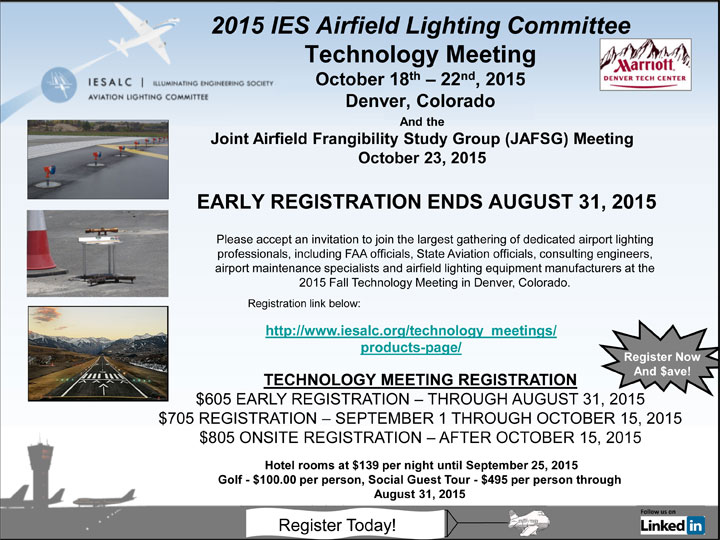 2015 IES Airfield Lighting Committee
Technology Meeting
October 18th – 22nd, 2015
Denver, Colorado
Marriott
DENVER TECH CENTER
IESALC | ILLUMINATING ENGINEERING SOCIETY
AVIATION LIGHTING COMMITTEE
And the
Joint Airfield Frangibility Study Group (JAFSG) Meeting
October 23, 2015
EARLY REGISTRATION ENDS AUGUST 31, 2015
Please accept an invitation to join the largest gathering of dedicated airport lighting
professionals, including FAA officials, State Aviation officials, consulting engineers,
airport maintenance specialists and airfield lighting equipment manufacturers at the
2015 Fall Technology Meeting in Denver, Colorado.
Registration link below:
http://www.iesalc.org/technology_meetings/
products-page/
Register Now
And $ave!
TECHNOLOGY MEETING REGISTRATION
$605 EARLY REGISTRATION – THROUGH AUGUST 31, 2015
$705 REGISTRATION – SEPTEMBER 1 THROUGH OCTOBER 15, 2015
$805 ONSITE REGISTRATION – AFTER OCTOBER 15, 2015
Hotel rooms at $139 per night until September 25, 2015
Golf - $100.00 per person, Social Guest Tour - $495 per person through
August 31, 2015
Register Today!
Follow us on
Linked in